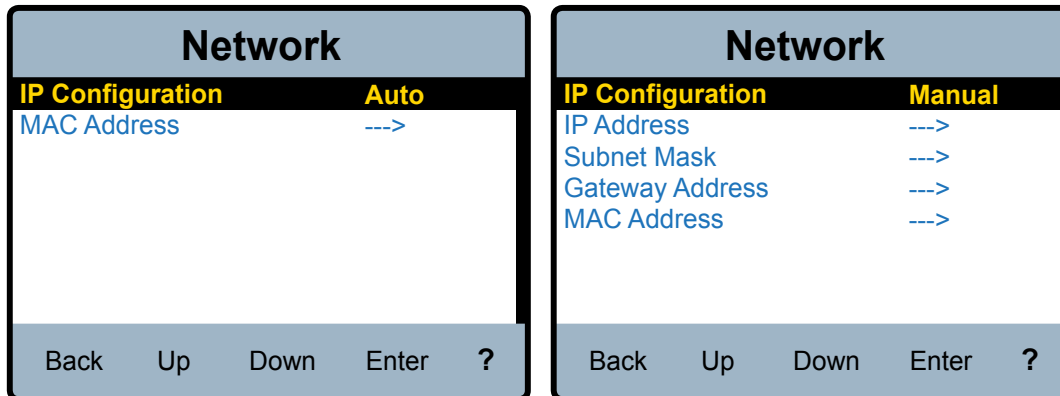 Network
IP Configuration Auto
MAC Address --->
Back Up Down Enter ?
Network
IP Configuration Manual
IP Address --->
Subnet Mask --->
Gateway Address --->
MAC Address --->
Back Up Down Enter ?